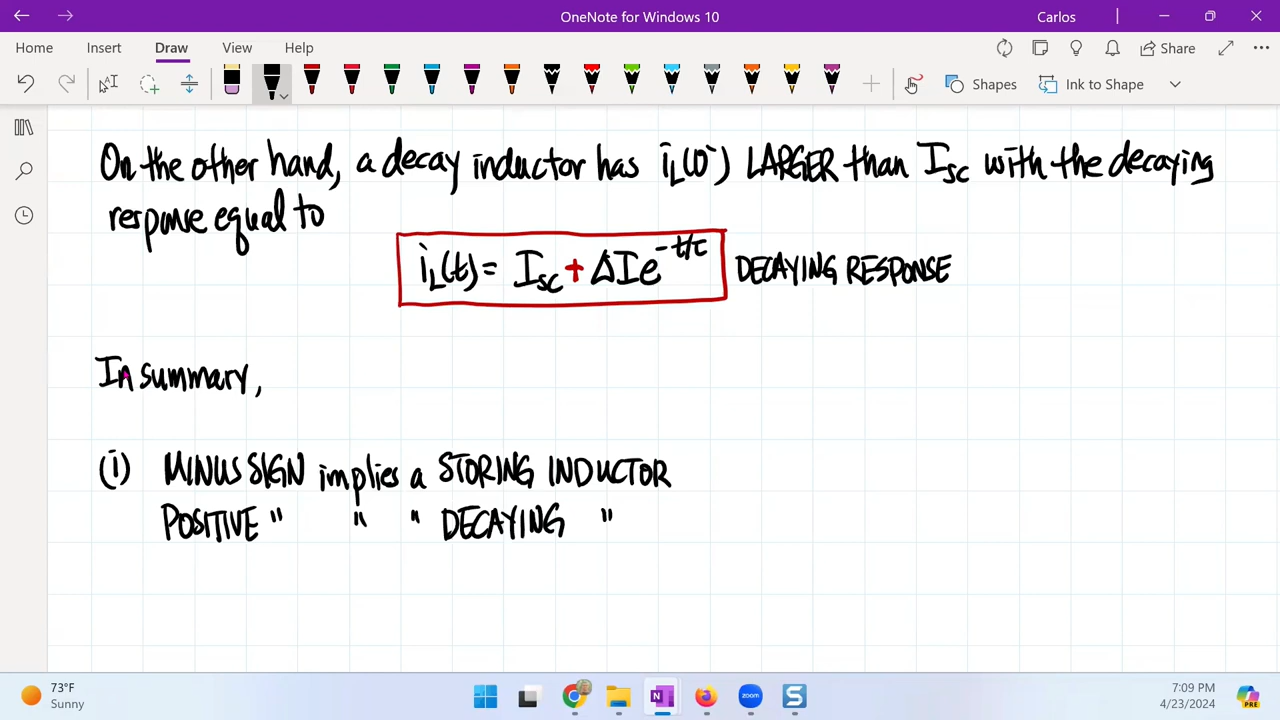 OneNote for Windows 10
Carlos
Home Insert Draw View Help
Share
Shapes
Ink to Shape
On the other hand, a decay inductor has iL(0⁻) LARGER than Isc with the decaying
response equal to
iL(t) = Isc + ΔIe^(-t/τ) DECAYING RESPONSE
In summary,
(i) MINUS SIGN implies a STORING INDUCTOR
POSITIVE " " " DECAYING "
73°F
Sunny
zoom
N
S
PRE
7:09 PM
4/23/2024